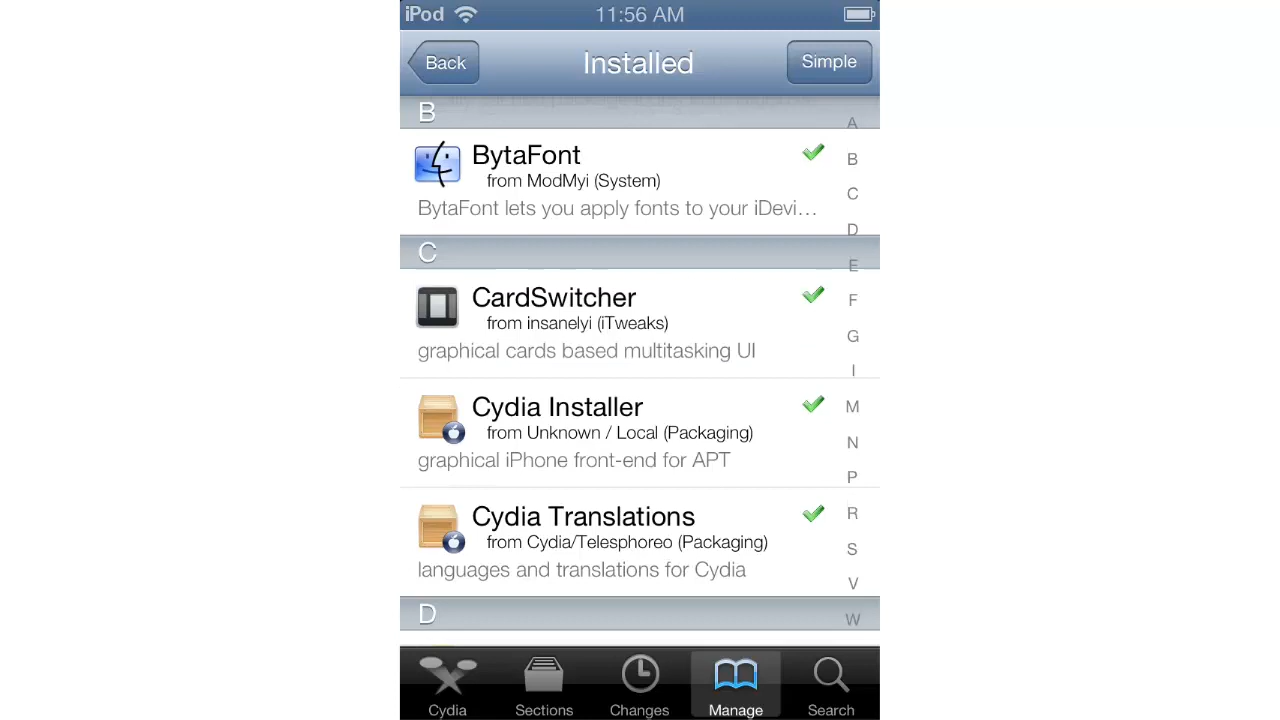 iPod 11:56 AM
Back Installed Simple
B
BytaFont
from ModMyi (System)
BytaFont lets you apply fonts to your iDevi…
C
CardSwitcher
from insanelyi (iTweaks)
graphical cards based multitasking UI
Cydia Installer
from Unknown / Local (Packaging)
graphical iPhone front-end for APT
Cydia Translations
from Cydia/Telesphoreo (Packaging)
languages and translations for Cydia
D
A
B
C
D
E
F
G
I
M
N
P
R
S
V
W
Cydia Sections Changes Manage Search